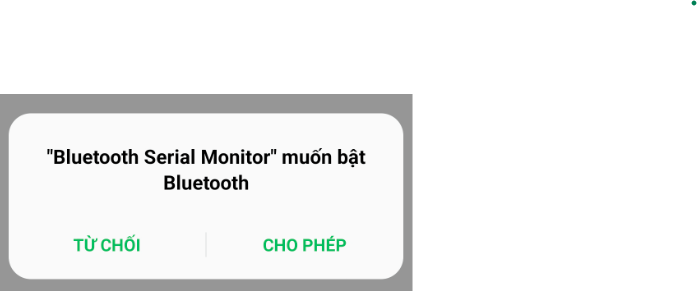 "Bluetooth Serial Monitor" muốn bật
Bluetooth
TỪ CHỐI
CHO PHÉP